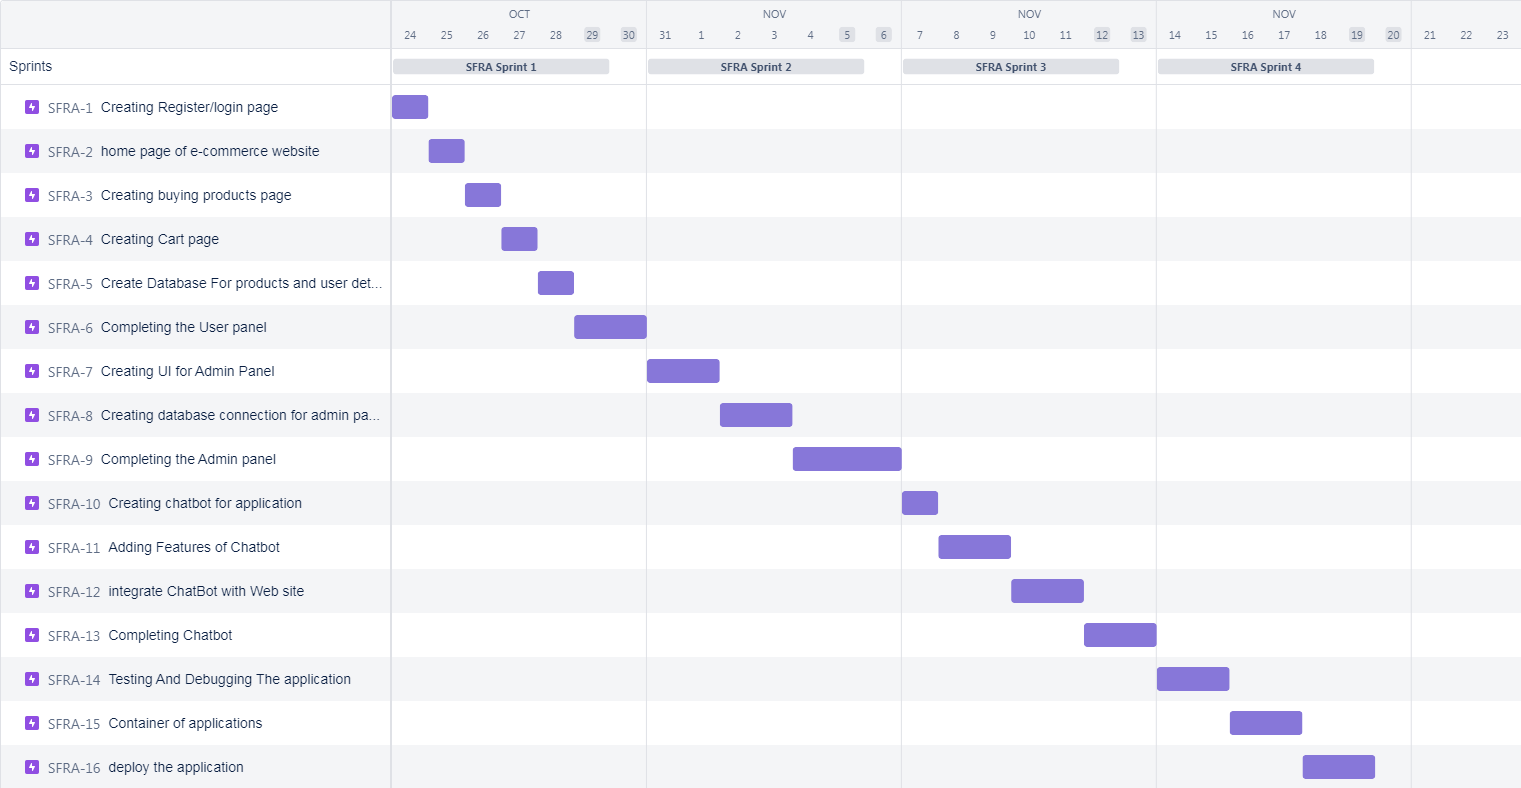 OCT NOV NOV NOV
24 25 26 27 28 29 30 31 1 2 3 4 5 6 7 8 9 10 11 12 13 14 15 16 17 18 19 20 21 22 23
Sprints SFRA Sprint 1 SFRA Sprint 2 SFRA Sprint 3 SFRA Sprint 4
SFRA-1 Creating Register/login page
SFRA-2 home page of e-commerce website
SFRA-3 Creating buying products page
SFRA-4 Creating Cart page
SFRA-5 Create Database For products and user det...
SFRA-6 Completing the User panel
SFRA-7 Creating UI for Admin Panel
SFRA-8 Creating database connection for admin pa...
SFRA-9 Completing the Admin panel
SFRA-10 Creating chatbot for application
SFRA-11 Adding Features of Chatbot
SFRA-12 integrate ChatBot with Web site
SFRA-13 Completing Chatbot
SFRA-14 Testing And Debugging The application
SFRA-15 Container of applications
SFRA-16 deploy the application